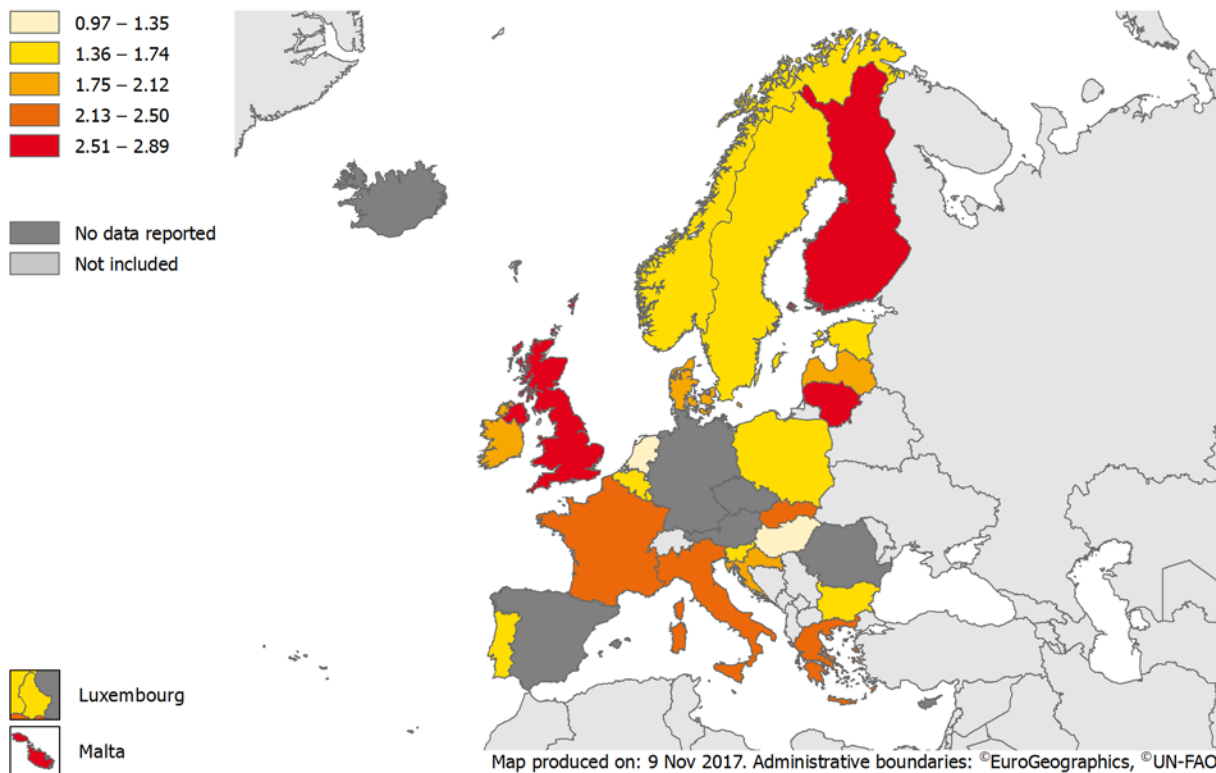 0.97 – 1.35
1.36 – 1.74
1.75 – 2.12
2.13 – 2.50
2.51 – 2.89
No data reported
Not included
Luxembourg
Malta
Map produced on: 9 Nov 2017. Administrative boundaries: ©EuroGeographics, ©UN-FAO